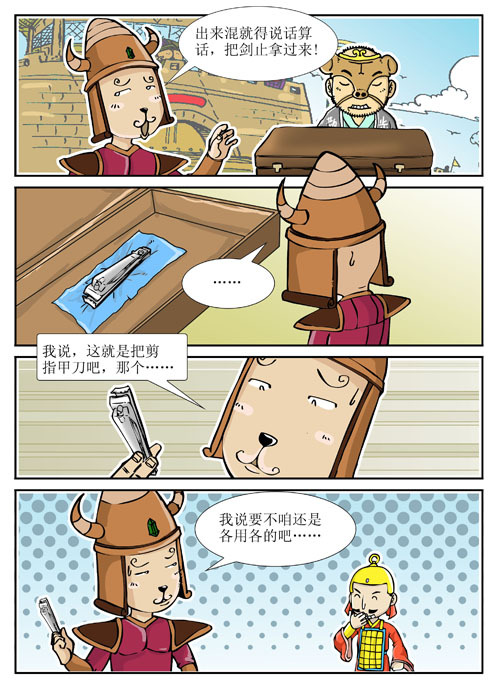 出来混就得说话算
话，把剑止拿过来！
……
我说，这就是把剪
指甲刀吧，那个……
我说要不咱还是
各用各的吧……